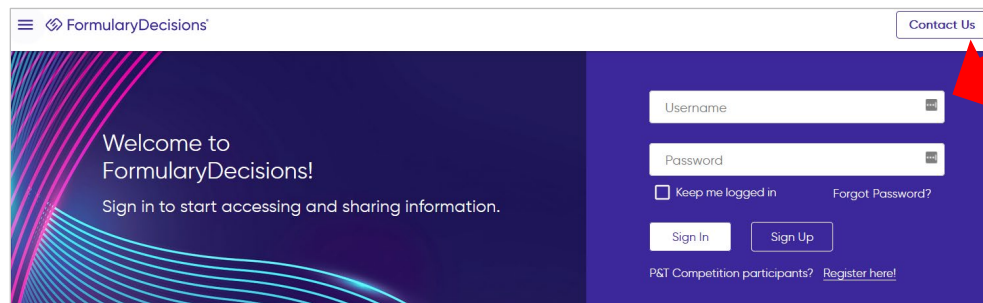 FormularyDecisions®
Contact Us
Welcome to
FormularyDecisions!
Sign in to start accessing and sharing information.
Username
Password
Keep me logged in
Forgot Password?
Sign In
Sign Up
P&T Competition participants? Register here!